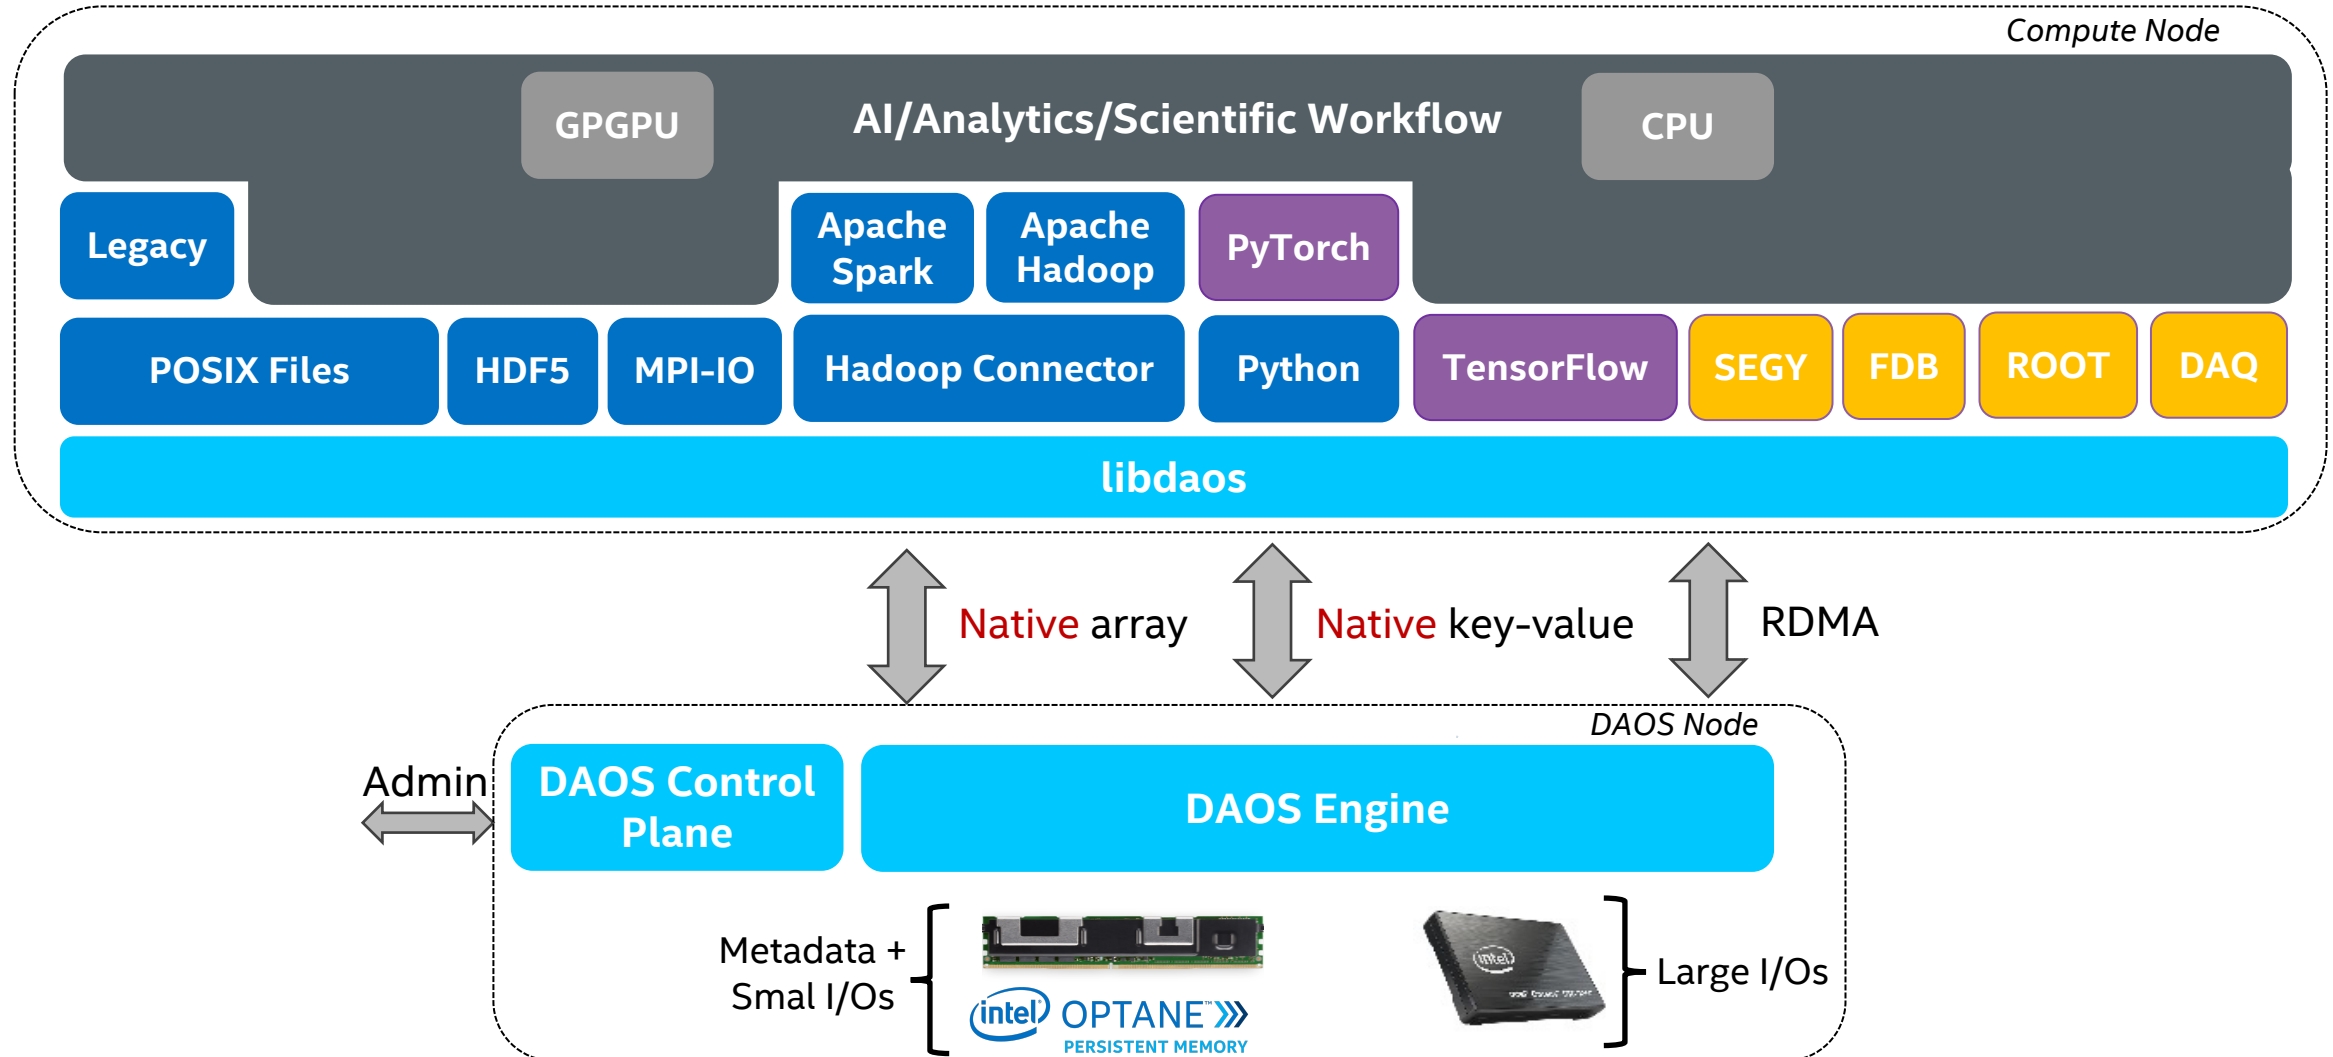 Compute Node
GPGPU
AI/Analytics/Scientific Workflow
CPU
Legacy
Apache
Spark
Apache
Hadoop
PyTorch
POSIX Files
HDF5
MPI-IO
Hadoop Connector
Python
TensorFlow
SEGY
FDB
ROOT
DAQ
libdaos
Native array
Native key-value
RDMA
DAOS Node
Admin
DAOS Control
Plane
DAOS Engine
Metadata +
Smal I/Os
intel OPTANE™
PERSISTENT MEMORY
(intel)
Large I/Os